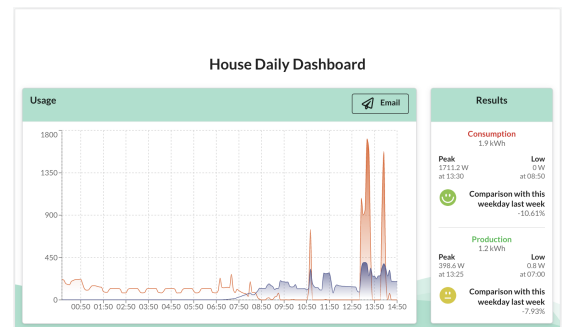 House Daily Dashboard
Usage
Email
1800
1350
900
450
0
00:50 01:50 02:50 03:50 04:50 05:50 06:50 07:50 08:50 09:50 10:50 11:50 12:50 13:50 14:50
Results
Consumption
1.9 kWh
Peak Low
1711.2 W 0 W
at 13:30 at 08:50
Comparison with this
weekday last week
-10.61%
Production
1.2 kWh
Peak Low
398.6 W 0.8 W
at 13:25 at 07:00
Comparison with this
weekday last week
-7.93%